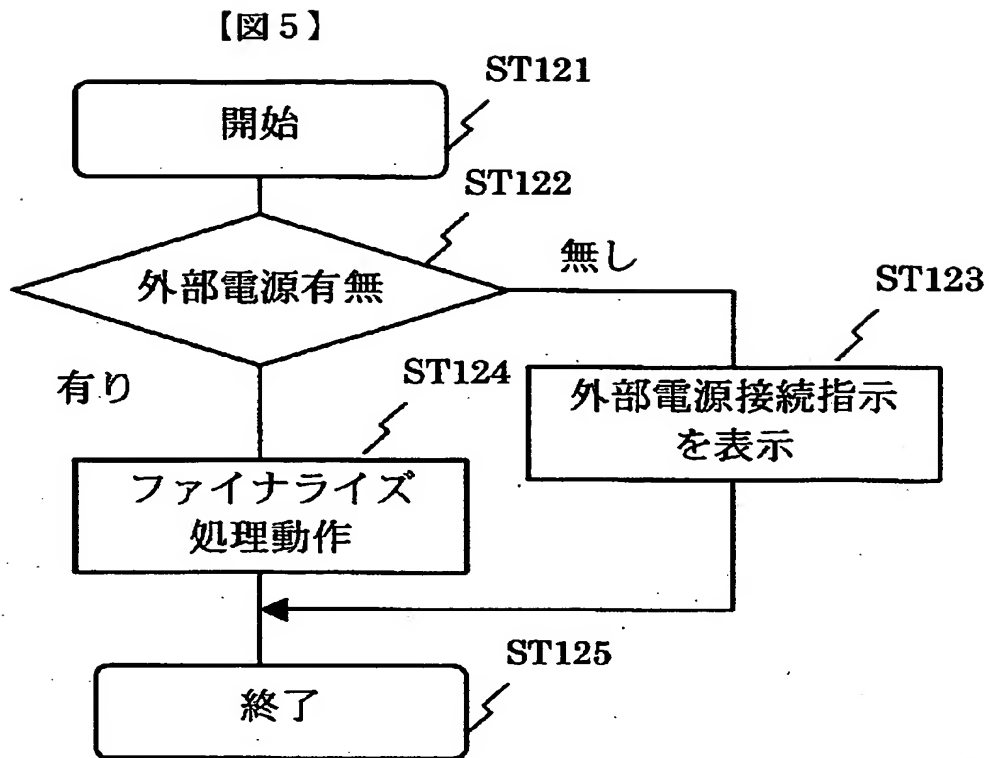 【図5】
ST121
開始
ST122
外部電源有無
無し
ST123
有り
ST124
外部電源接続指示
を表示
ファイナライズ
処理動作
ST125
終了